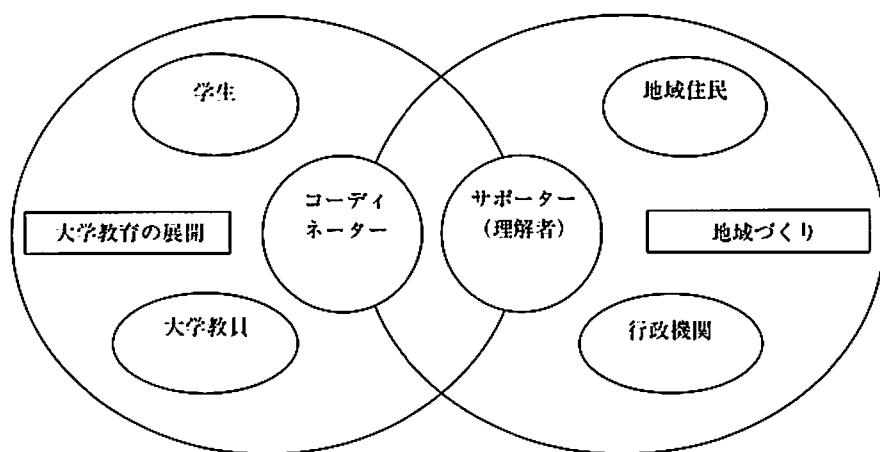 学生
地域住民
コーディ
ネーター
サポーター
(理解者)
大学教育の展開
地域づくり
大学教員
行政機関